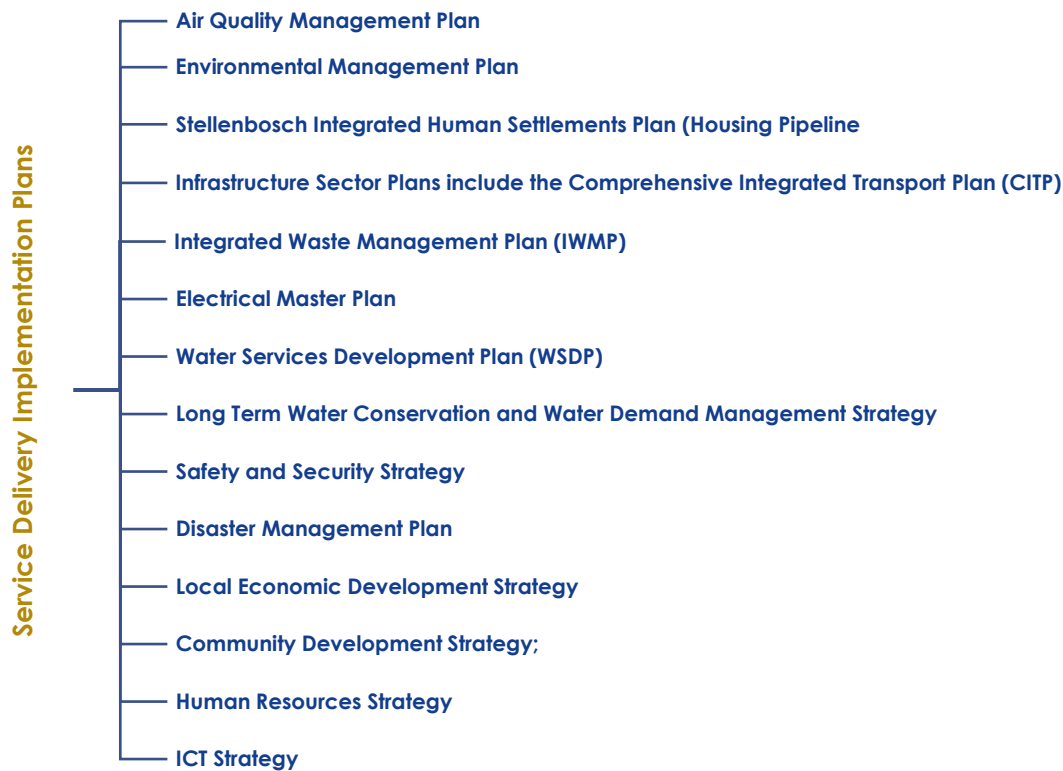 Service Delivery Implementation Plans
Air Quality Management Plan
Environmental Management Plan
Stellenbosch Integrated Human Settlements Plan (Housing Pipeline
Infrastructure Sector Plans include the Comprehensive Integrated Transport Plan (CITP)
Integrated Waste Management Plan (IWMP)
Electrical Master Plan
Water Services Development Plan (WSDP)
Long Term Water Conservation and Water Demand Management Strategy
Safety and Security Strategy
Disaster Management Plan
Local Economic Development Strategy
Community Development Strategy;
Human Resources Strategy
ICT Strategy